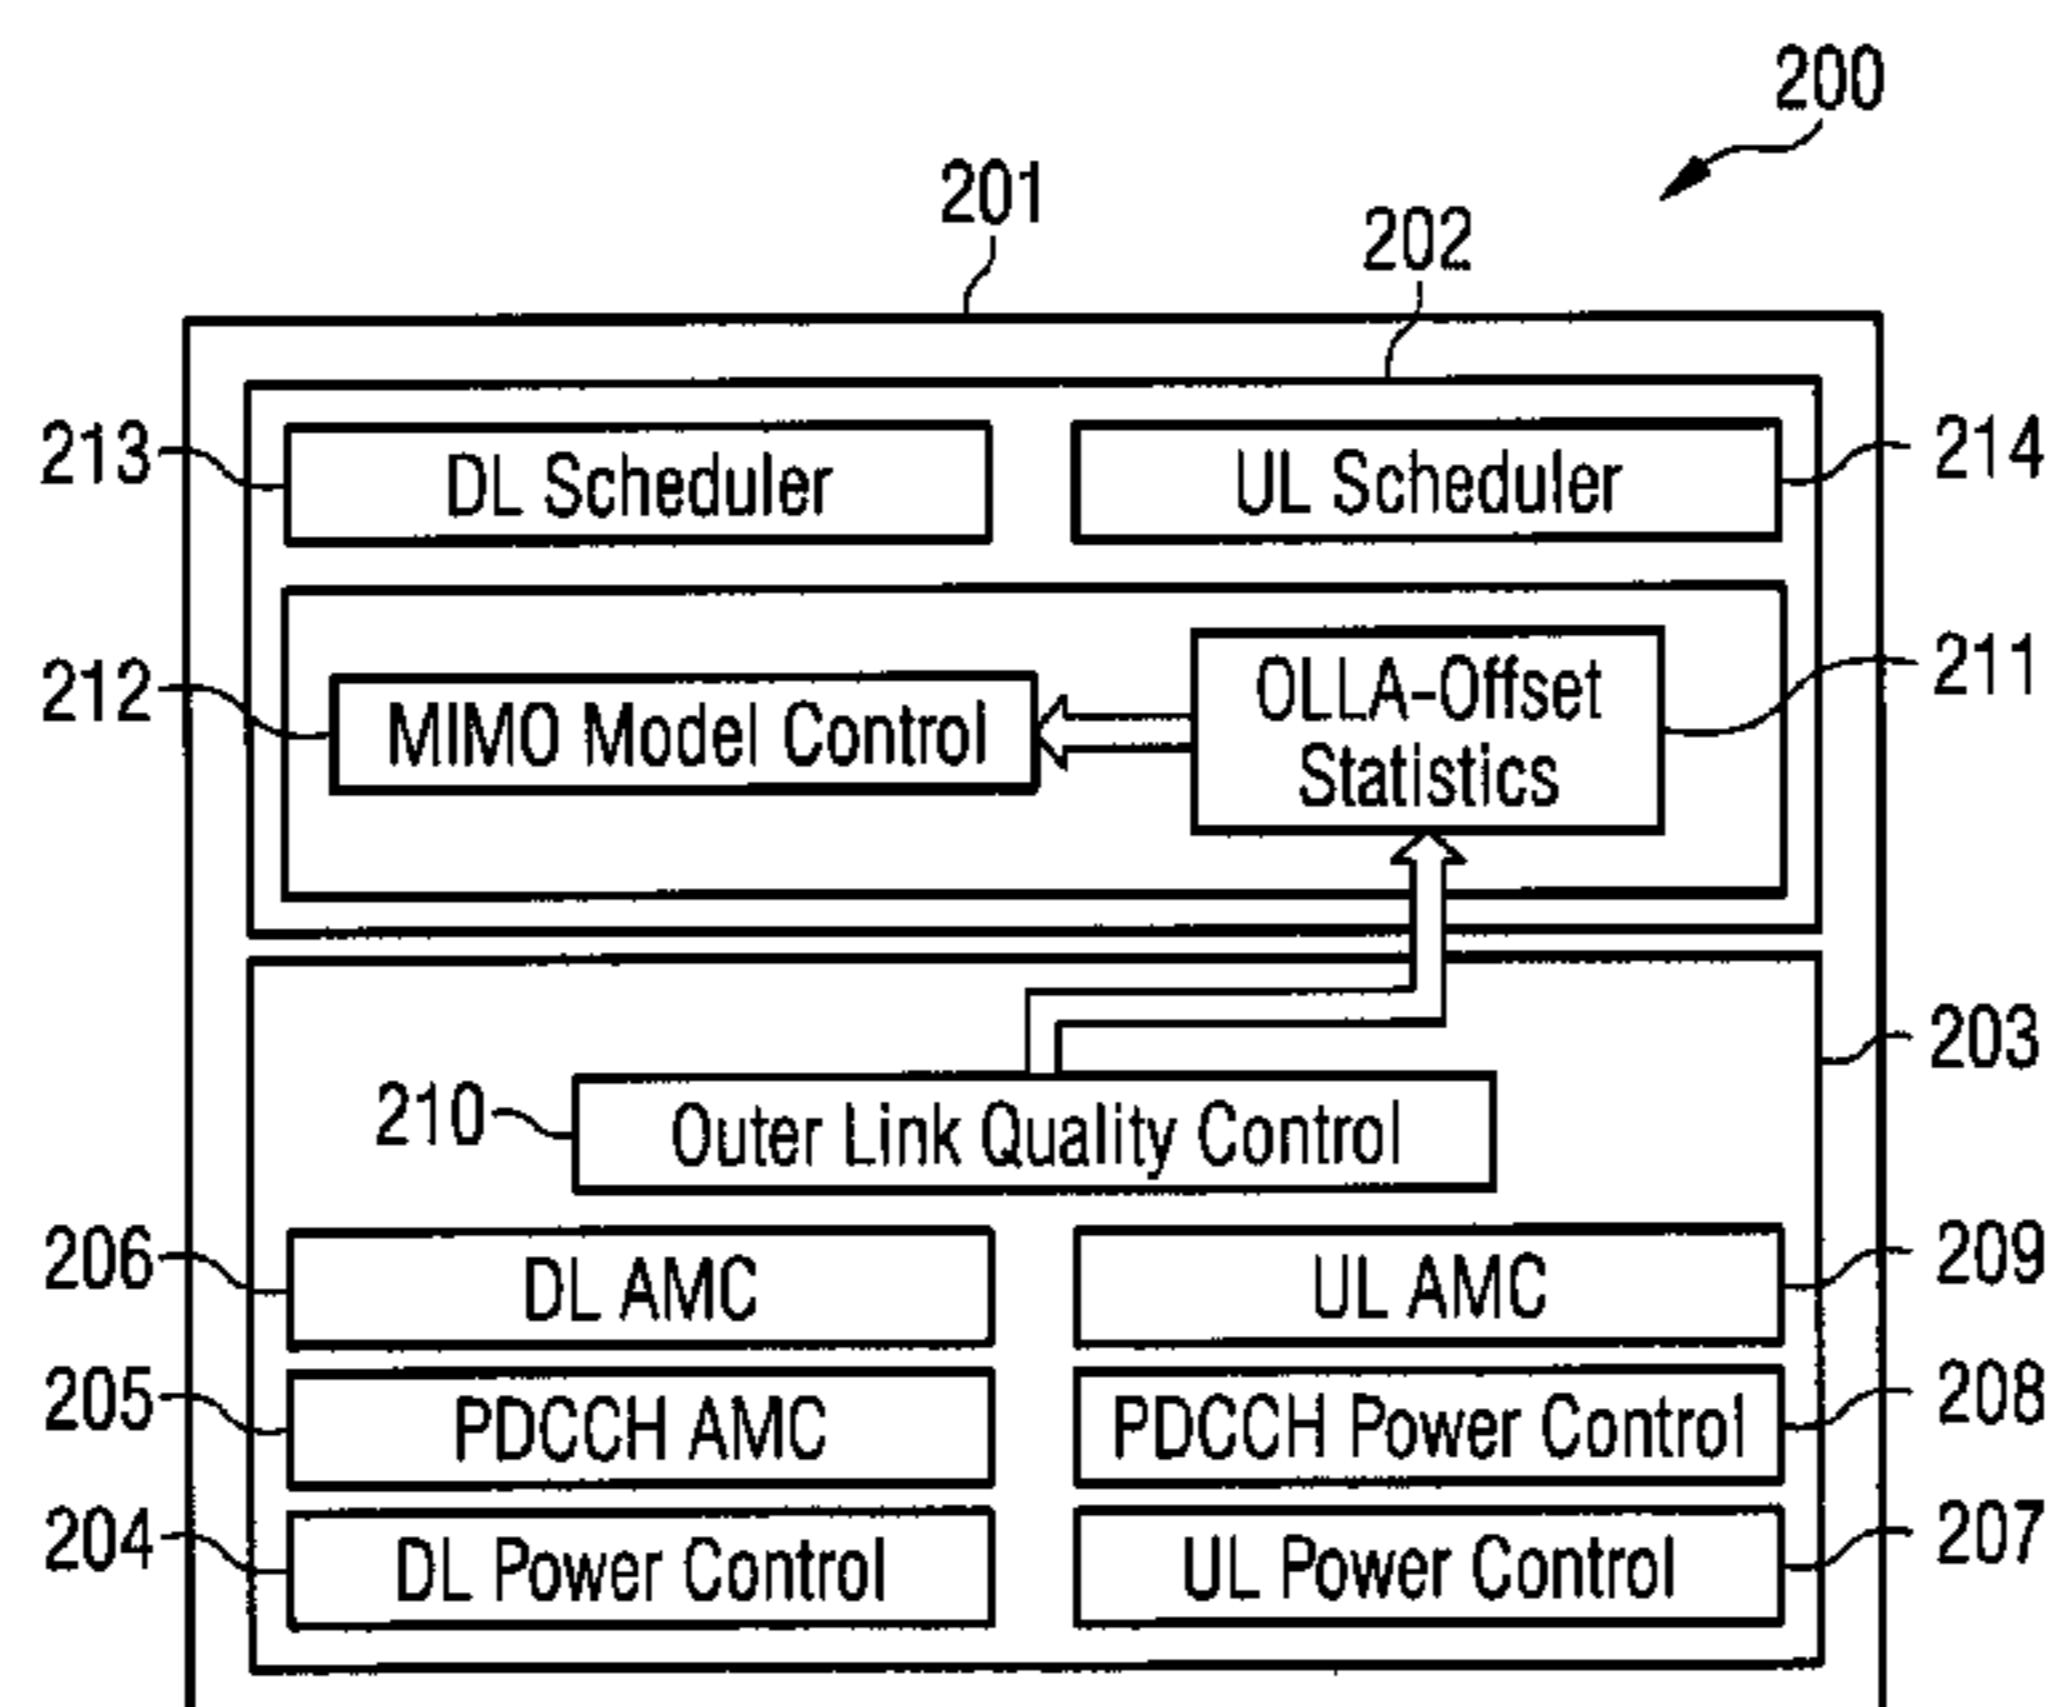 200
201
202
213
DL Scheduler
UL Scheduler
214
212
MIMO Model Control
OLLA-Offset
Statistics
211
203
210
Outer Link Quality Control
206
DL AMC
UL AMC
209
205
PDCCH AMC
PDCCH Power Control
208
204
DL Power Control
UL Power Control
207